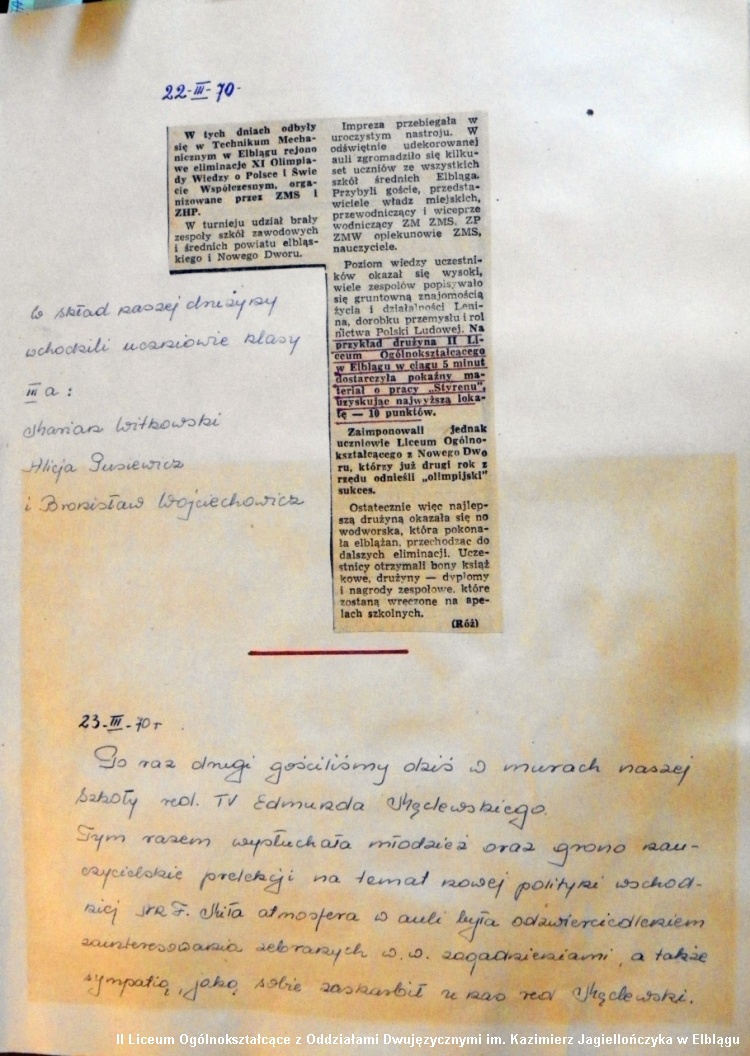 22-III-70-
W tych dniach odbyły
się w Technikum Mecha-
nicznym w Elblągu rejono
we eliminacje XI Olimpia-
dy Wiedzy o Polsce i Świe
cie Współczesnym, orga-
nizowane przez ZMS i
ZHP.
W turnieju udział brały
zespoły szkół zawodowych
i średnich powiatu elbląs-
kiego i Nowego Dworu.
Impreza przebiegała w
uroczystym nastroju. W
odświętnie udekorowanej
auli zgromadziło się kilku-
set uczniów ze wszystkich
szkół średnich Elbląga.
Przybyli goście, przedsta-
wiciele władz miejskich,
przewodniczący i wiceprze
wodniczący ZM ZMS, ZP
ZMW opiekunowie ZMS,
nauczyciele.
Poziom wiedzy uczestni-
ków okazał się wysoki,
wiele zespołów popisywało
się gruntowną znajomością
życia i działalności Leni-
na, dorobku przemysłu i rol
nictwa Polski Ludowej. Na
przykład drużyna II Li-
ceum Ogólnokształcącego
w Elblągu w ciągu 5 minut
dostarczyła pokaźny ma-
teriał o pracy „Styrenu",
uzyskując najwyższą loka-
tę — 10 punktów.
Zaimponowali jednak
uczniowie Liceum Ogólno-
kształcącego z Nowego Dwo
ru, którzy już drugi rok z
rzędu odnieśli „olimpijski"
sukces.
Ostatecznie więc najlep-
szą drużyną okazała się no
wodworska, która pokona-
ła elblążan, przechodząc do
dalszych eliminacji. Ucze-
stnicy otrzymali bony książ
kowe, drużyny — dyplomy
i nagrody zespołowe, które
zostaną wręczone na ape-
lach szkolnych.
(Róż)
W skład naszej drużyny
wchodzili uczniowie klasy
III a :
Marian Witkowski
Alicja Gusiewicz
i Bronisław Wojciechowicz
23-III-70 r
Po raz drugi gościliśmy dziś w murach naszej
szkoły red. TV Edmunda Męclewskiego.
Tym razem wysłuchała młodzież oraz grono nau-
czycielskie prelekcji na temat nowej polityki wschod-
niej NRF. Miła atmosfera w auli była odzwierciedleniem
zainteresowania zebranych w.w. zagadnieniami, a także
sympatią, jaką sobie zaskarbił u nas red Męclewski.
II Liceum Ogólnokształcące z Oddziałami Dwujęzycznymi im. Kazimierz Jagiellończyka w Elblągu